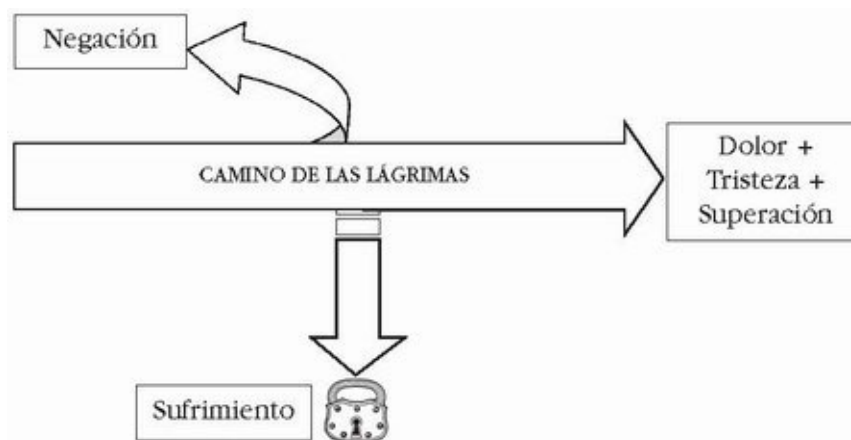 Negación
CAMINO DE LAS LÁGRIMAS
Dolor +
Tristeza +
Superación
Sufrimiento